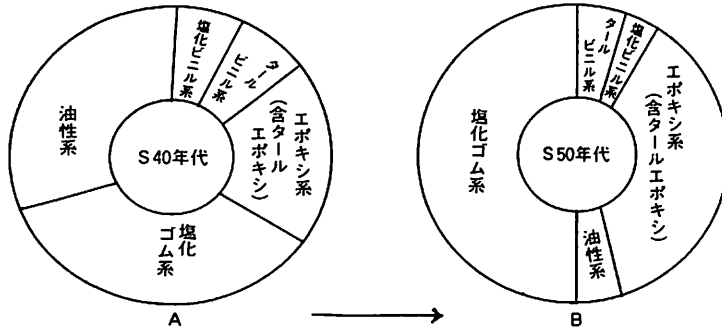 塩化ビニル系
タール
ビニル系
エポキシ系
(含タール
エポキシ)
塩化
ゴム系
油性系
S40年代
A
タール
ビニル系
塩化ビニル系
エポキシ系
(含タールエポキシ)
油性系
塩化ゴム系
S50年代
B